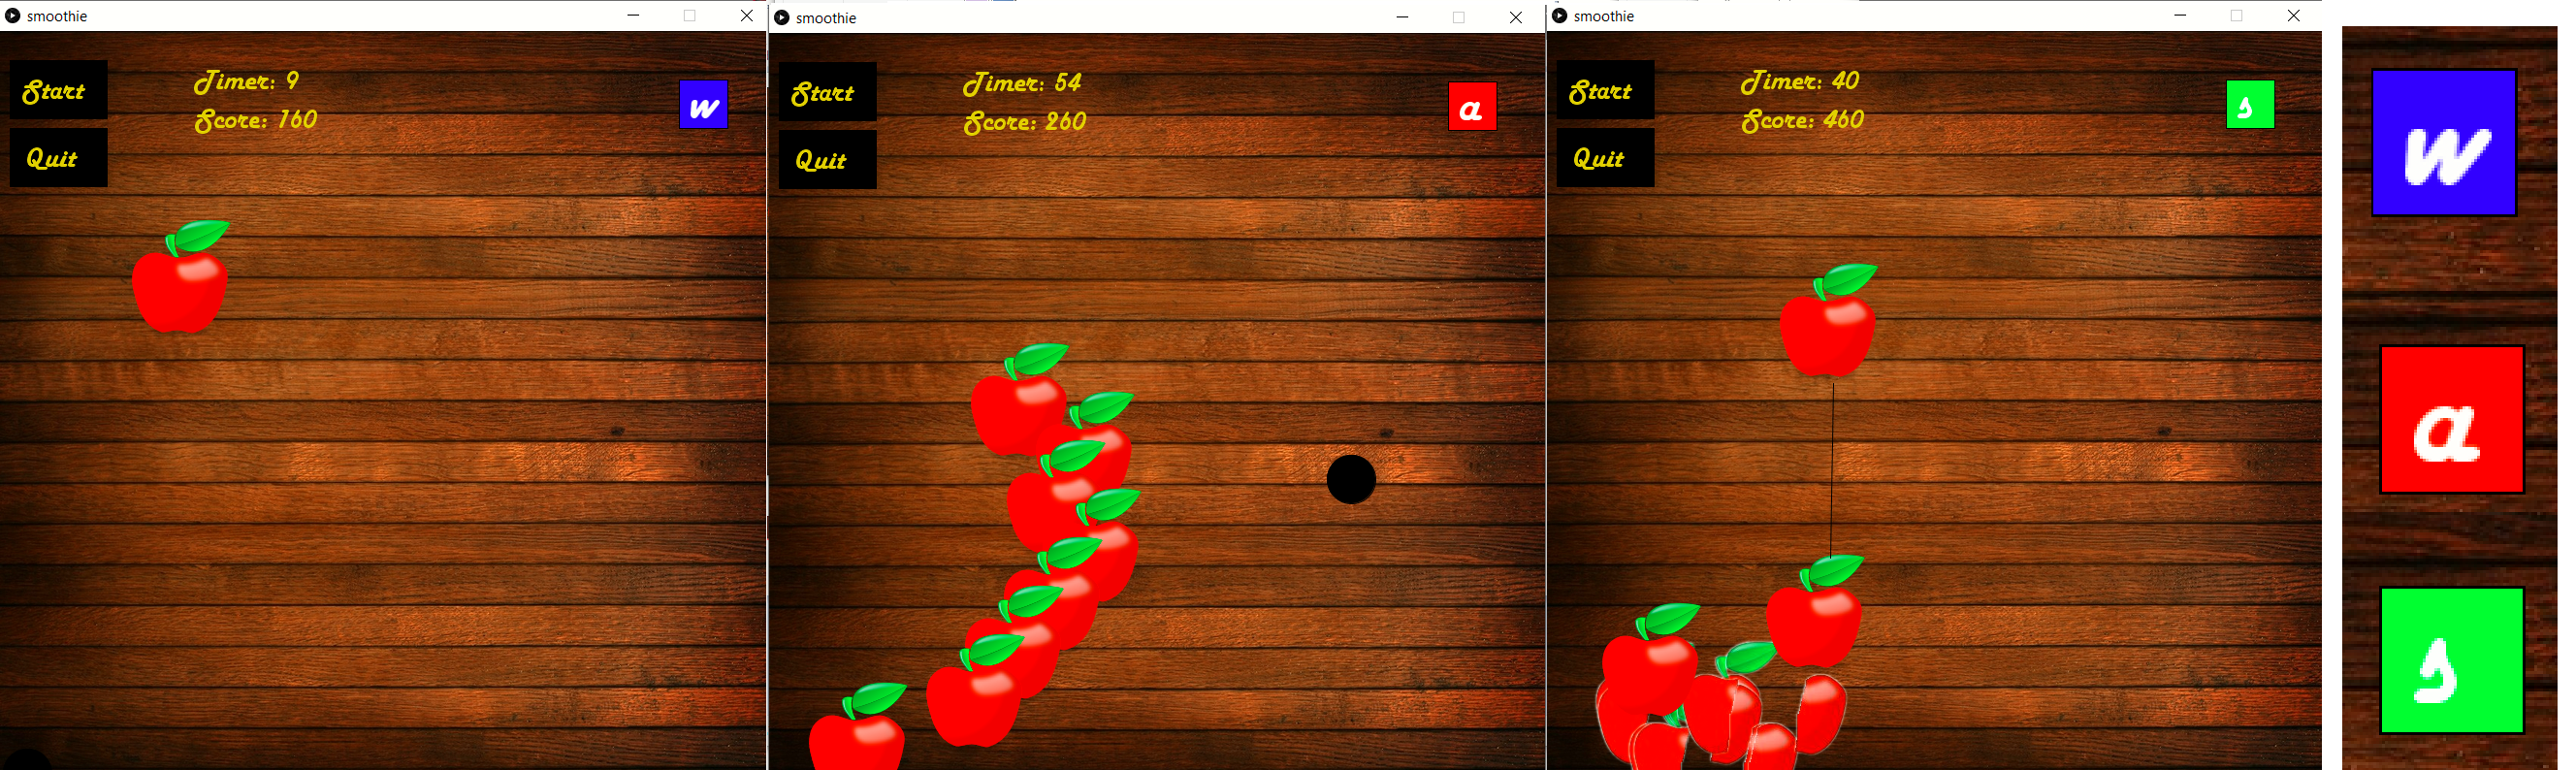 smoothie
Start
Timer: 9
Score: 160
Quit
w
smoothie
Start
Timer: 54
Score: 260
Quit
a
smoothie
Start
Timer: 40
Score: 460
Quit
s
w
a
s